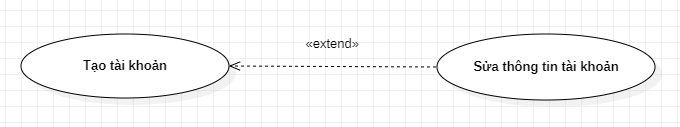 «extend»
Tạo tài khoản
Sửa thông tin tài khoản